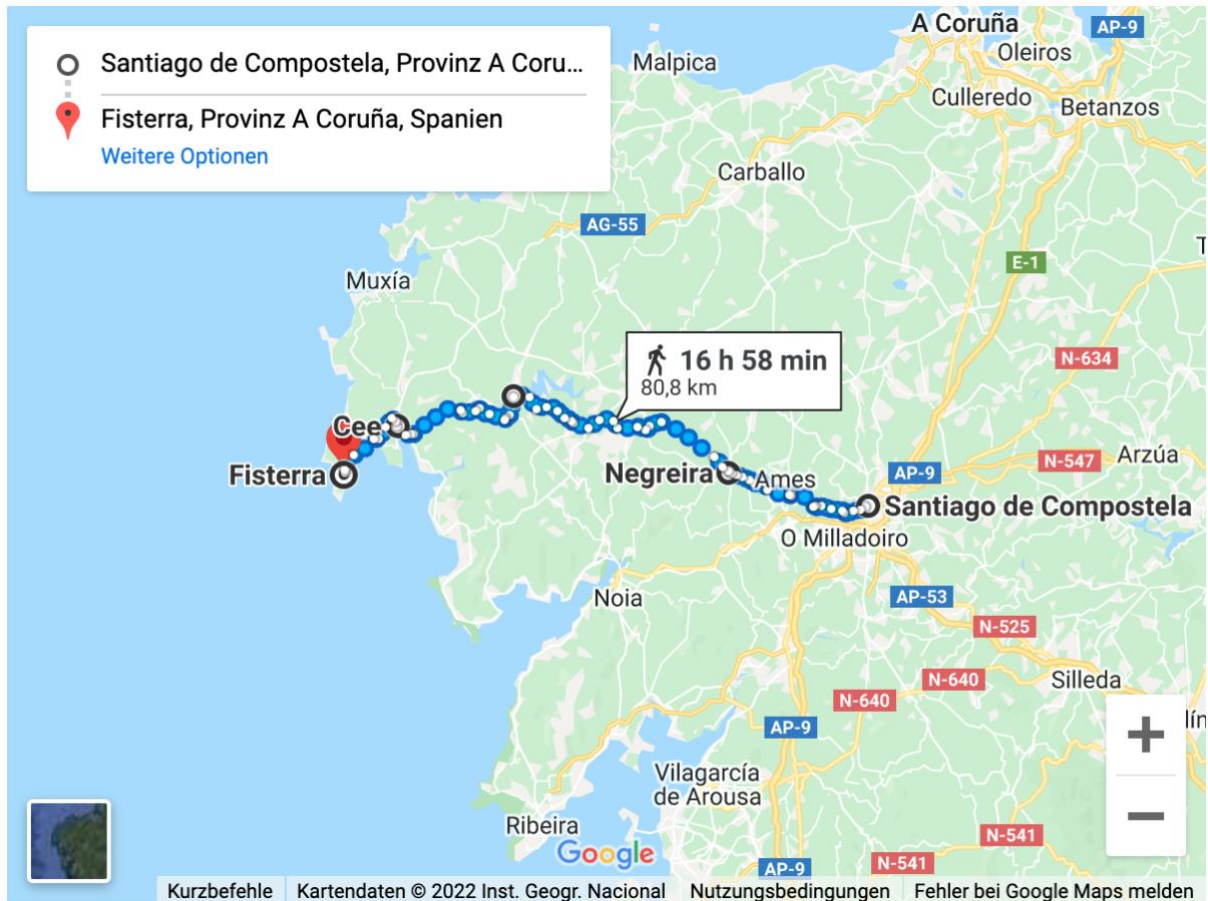 Santiago de Compostela, Provinz A Coru...
Fisterra, Provinz A Coruña, Spanien
Weitere Optionen
A Coruña
AP-9
Oleiros
Malpica
Culleredo
Betanzos
Carballo
AG-55
E-1
Muxía
N-634
16 h 58 min
80,8 km
Cee
Fisterra
Negreira
Ames
AP-9
N-547
Arzúa
Santiago de Compostela
O Milladoiro
Noia
AP-53
N-525
N-640
Silleda
N-640
AP-9
Vilagarcía
de Arousa
Ribeira
Google
AP-9
N-541
N-541
Kurzbefehle
Kartendaten © 2022 Inst. Geogr. Nacional
Nutzungsbedingungen
Fehler bei Google Maps melden